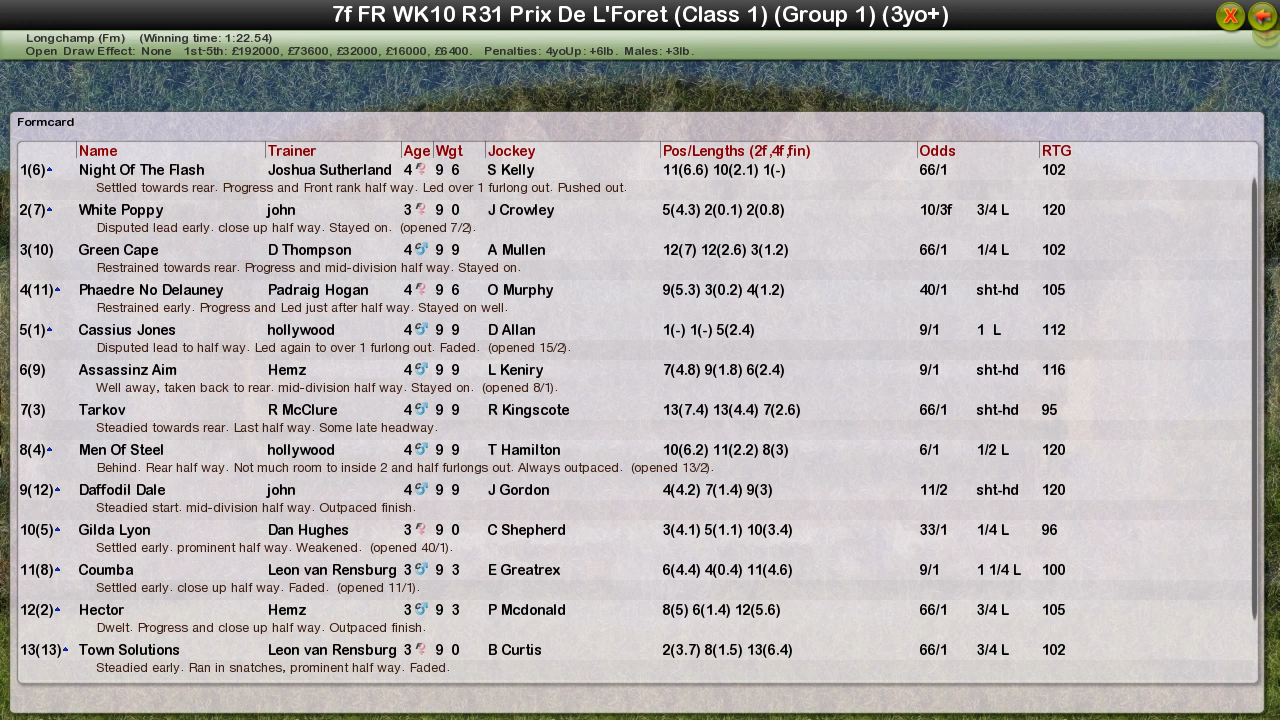 7f FR WK10 R31 Prix De L'Foret (Class 1) (Group 1) (3yo+)
X
Longchamp (Fm) (Winning time: 1:22.54)
Open Draw Effect: None 1st-5th: £192000, £73600, £32000, £16000, £6400. Penalties: 4yoUp: +6lb. Males: +3lb.
Formcard
Name Trainer Age Wgt Jockey Pos/Lengths (2f,4f,fin) Odds RTG
1(6) Night Of The Flash Joshua Sutherland 4 9 6 S Kelly 11(6.6) 10(2.1) 1(-) 66/1 102
Settled towards rear. Progress and Front rank half way. Led over 1 furlong out. Pushed out.
2(7) White Poppy john 3 9 0 J Crowley 5(4.3) 2(0.1) 2(0.8) 10/3f 3/4 L 120
Disputed lead early. close up half way. Stayed on. (opened 7/2).
3(10) Green Cape D Thompson 4 9 9 A Mullen 12(7) 12(2.6) 3(1.2) 66/1 1/4 L 102
Restrained towards rear. Progress and mid-division half way. Stayed on.
4(11) Phaedre No Delauney Padraig Hogan 4 9 6 O Murphy 9(5.3) 3(0.2) 4(1.2) 40/1 sht-hd 105
Restrained early. Progress and Led just after half way. Stayed on well.
5(1) Cassius Jones hollywood 4 9 9 D Allan 1(-) 1(-) 5(2.4) 9/1 1 L 112
Disputed lead to half way. Led again to over 1 furlong out. Faded. (opened 15/2).
6(9) Assassinz Aim Hemz 4 9 9 L Keniry 7(4.8) 9(1.8) 6(2.4) 9/1 sht-hd 116
Well away, taken back to rear. mid-division half way. Stayed on. (opened 8/1).
7(3) Tarkov R McClure 4 9 9 R Kingscote 13(7.4) 13(4.4) 7(2.6) 66/1 sht-hd 95
Steadied towards rear. Last half way. Some late headway.
8(4) Men Of Steel hollywood 4 9 9 T Hamilton 10(6.2) 11(2.2) 8(3) 6/1 1/2 L 120
Behind. Rear half way. Not much room to inside 2 and half furlongs out. Always outpaced. (opened 13/2).
9(12) Daffodil Dale john 4 9 9 J Gordon 4(4.2) 7(1.4) 9(3) 11/2 sht-hd 120
Steadied start. mid-division half way. Outpaced finish.
10(5) Gilda Lyon Dan Hughes 3 9 0 C Shepherd 3(4.1) 5(1.1) 10(3.4) 33/1 1/4 L 96
Settled early. prominent half way. Weakened. (opened 40/1).
11(8) Coumba Leon van Rensburg 3 9 3 E Greatrex 6(4.4) 4(0.4) 11(4.6) 9/1 1 1/4 L 100
Settled early. close up half way. Faded. (opened 11/1).
12(2) Hector Hemz 3 9 3 P Mcdonald 8(5) 6(1.4) 12(5.6) 66/1 3/4 L 105
Dwelt. Progress and close up half way. Outpaced finish.
13(13) Town Solutions Leon van Rensburg 3 9 0 B Curtis 2(3.7) 8(1.5) 13(6.4) 66/1 3/4 L 102
Steadied early. Ran in snatches, prominent half way. Faded.